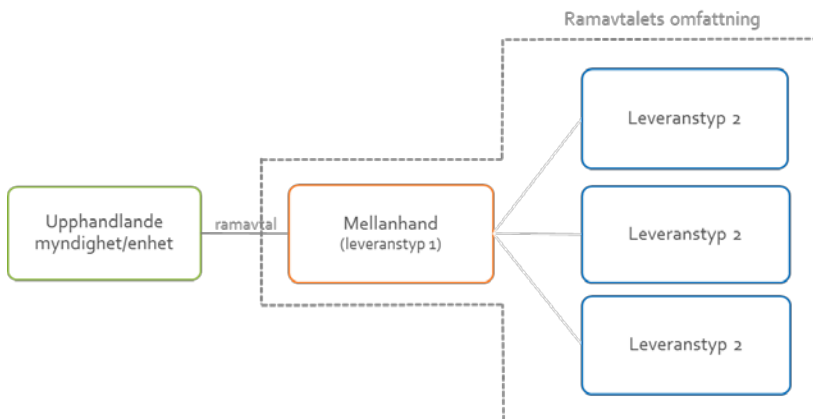 Ramavtalets omfattning
Leveranstyp 2
Upphandlande
myndighet/enhet
ramavtal
Mellanhand
(leveranstyp 1)
Leveranstyp 2
Leveranstyp 2